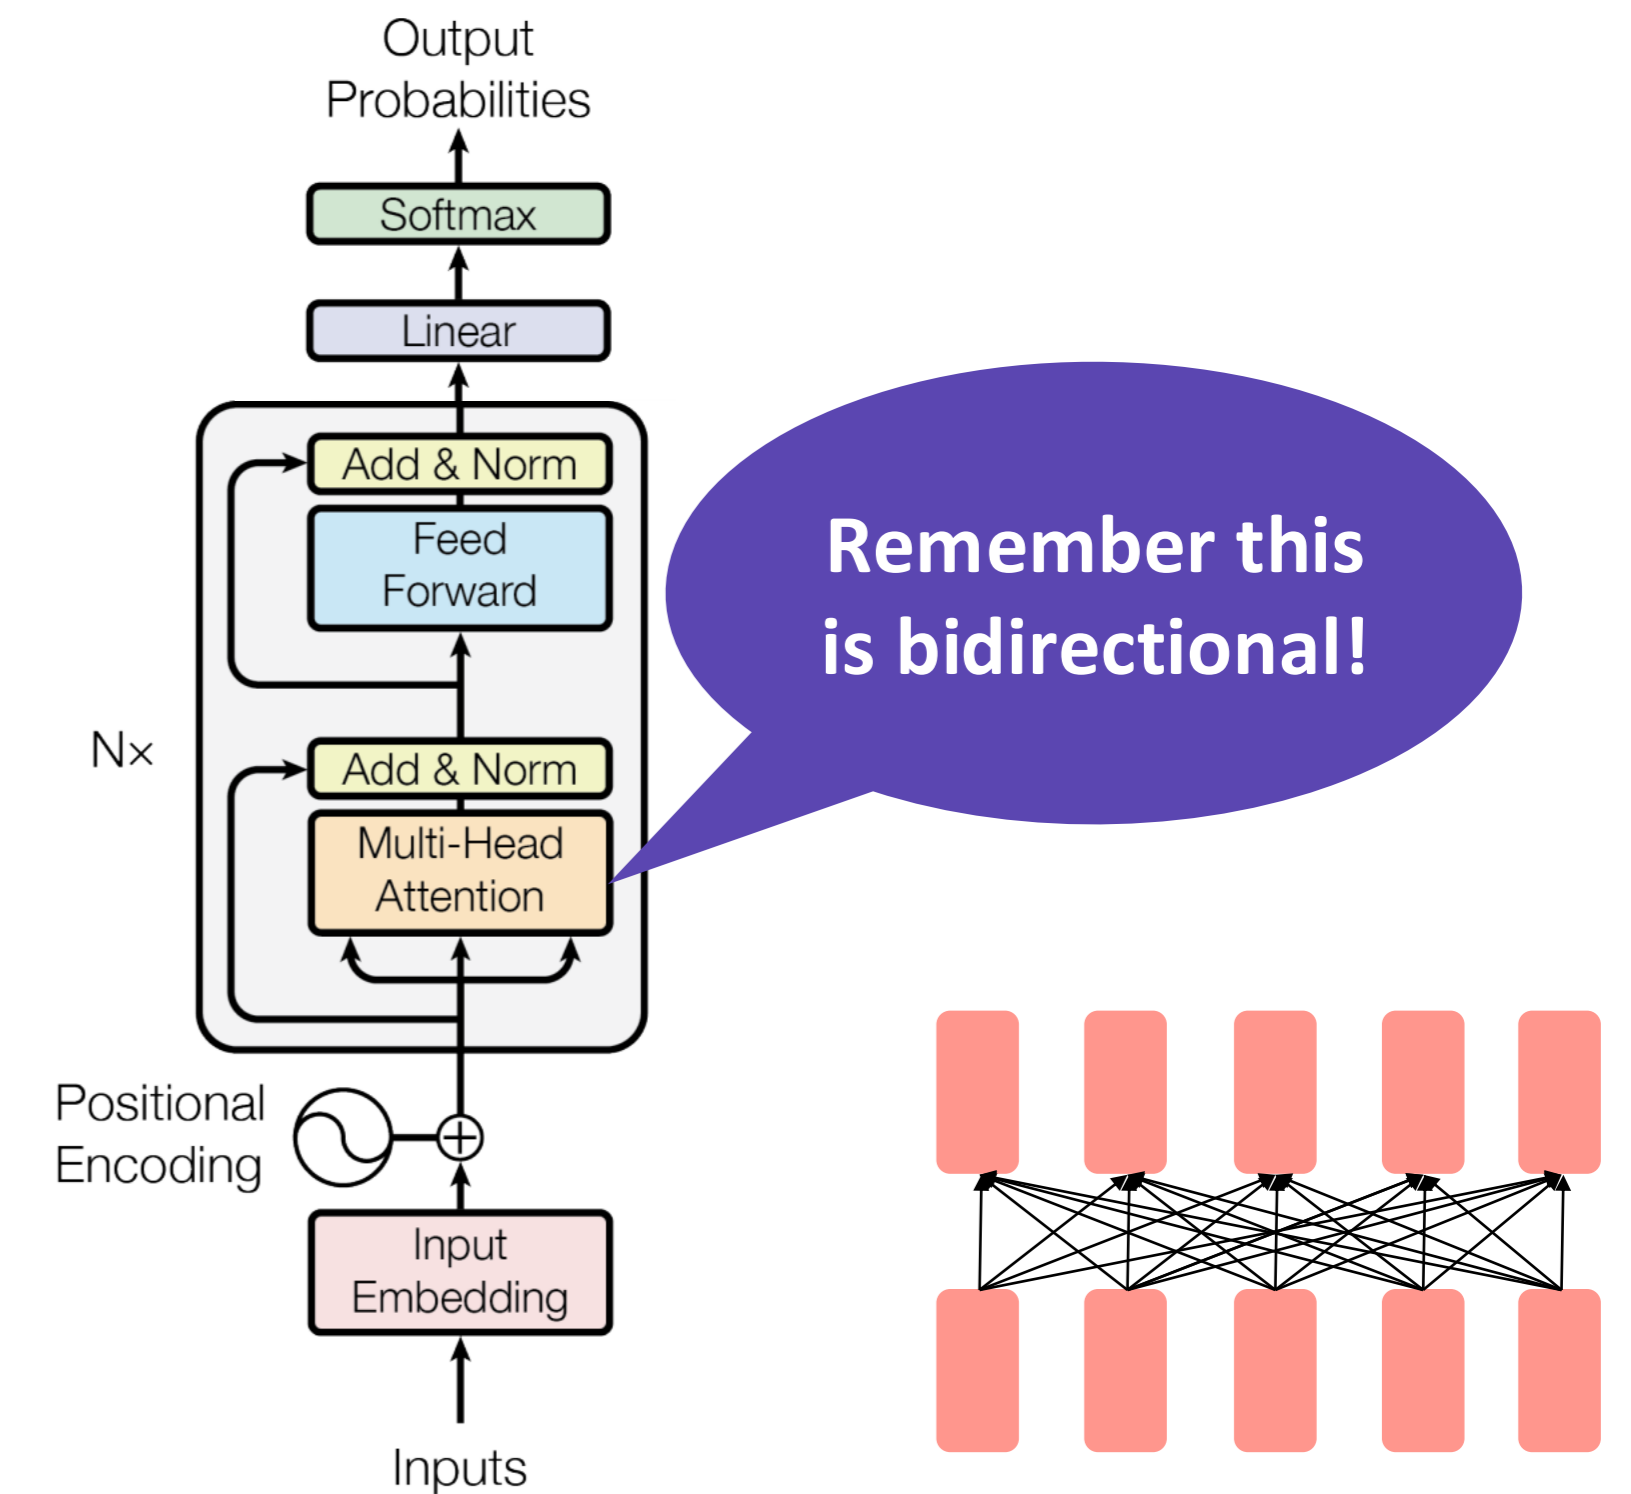 Output
Probabilities
Softmax
Linear
Add & Norm
Feed
Forward
Remember this
is bidirectional!
N×
Add & Norm
Multi-Head
Attention
Positional
Encoding
Input
Embedding
Inputs